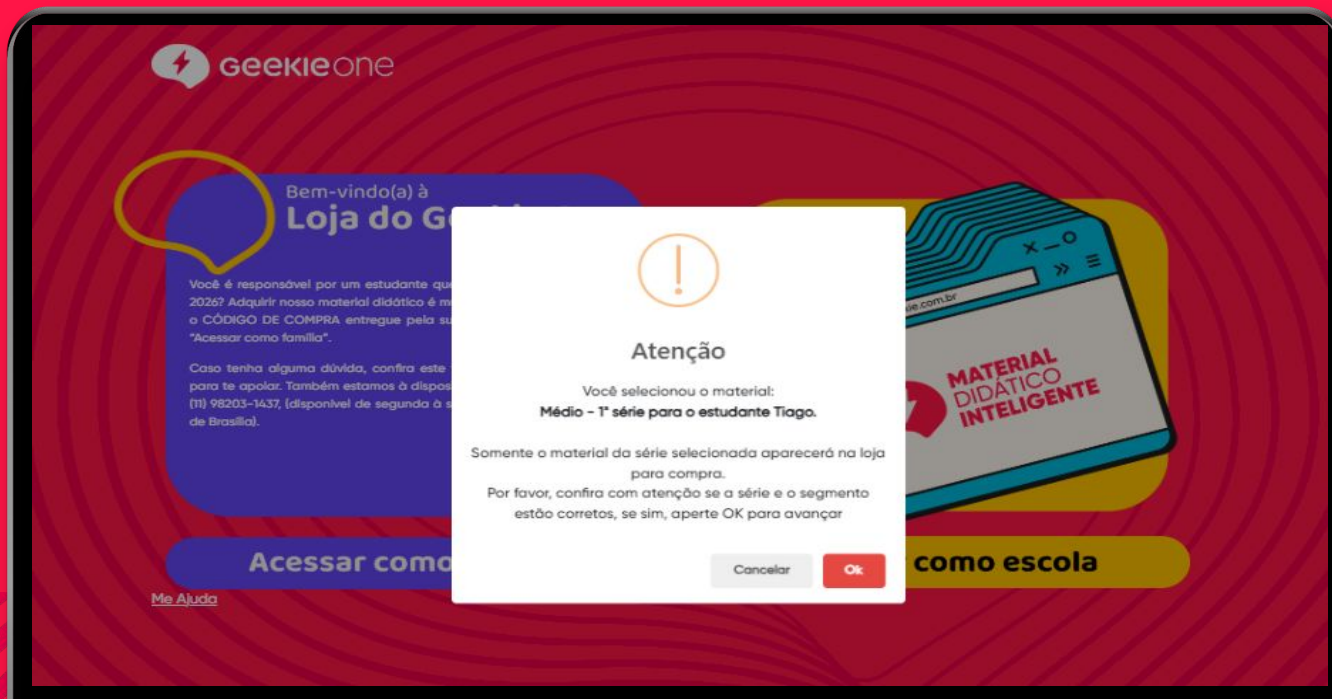 GeekIeone
Bem-vindo(a) à
Loja do G
Você é responsável por um estudante que
2026? Adquirir nosso material didático é m
o CÓDIGO DE COMPRA entregue pela su
"Acessar como família".
Caso tenha alguma dúvida, confira este
para te apoiar. Também estamos à dispos
(11) 98203-1437, (disponível de segunda à s
de Brasília).
Acessar como
Me Ajuda
Atenção
Você selecionou o material:
Médio - 1ª série para o estudante Tiago.
Somente o material da série selecionada aparecerá na loja
para compra.
Por favor, confira com atenção se a série e o segmento
estão corretos, se sim, aperte OK para avançar
Cancelar
Ok
kie.com.br
MATERIAL
DIDÁTICO
INTELIGENTE
como escola